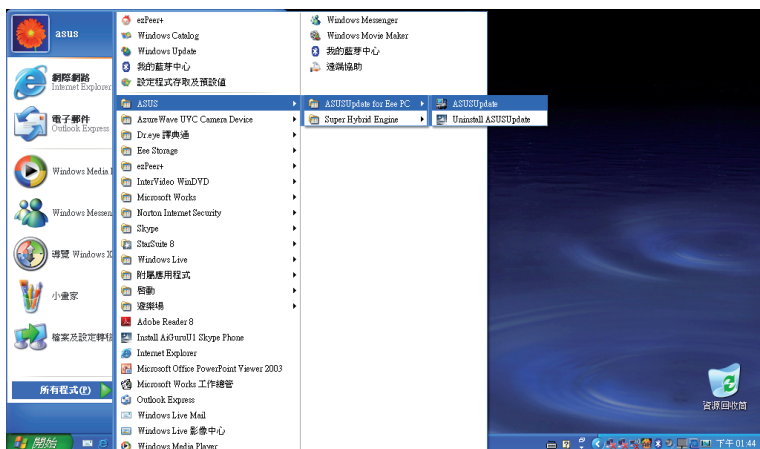 asus
網際網路
Internet Explorer
電子郵件
Outlook Express
Windows Media
Windows Messen
導覽 Windows X
小畫家
檔案及設定轉移
所有程式(P)
開始
ezPeer+
Windows Catalog
Windows Update
我的藍芽中心
設定程式存取及預設值
ASUS
AzureWave UVC Camera Device
Dr.eye 譯典通
Eee Storage
ezPeer+
InterVideo WinDVD
Microsoft Works
Norton Internet Security
Skype
StarSuite 8
Windows Live
附屬應用程式
啓動
遊樂場
Adobe Reader 8
Install AiGuruU1 Skype Phone
Internet Explorer
Microsoft Office PowerPoint Viewer 2003
Microsoft Works 工作總管
Outlook Express
Windows Live Mail
Windows Live 影像中心
Windows Media Player
Windows Messenger
Windows Movie Maker
我的藍芽中心
遠端協助
ASUSUpdate for Eee PC
Super Hybrid Engine
ASUSUpdate
Uninstall ASUSUpdate
資源回收筒
下午 01:44